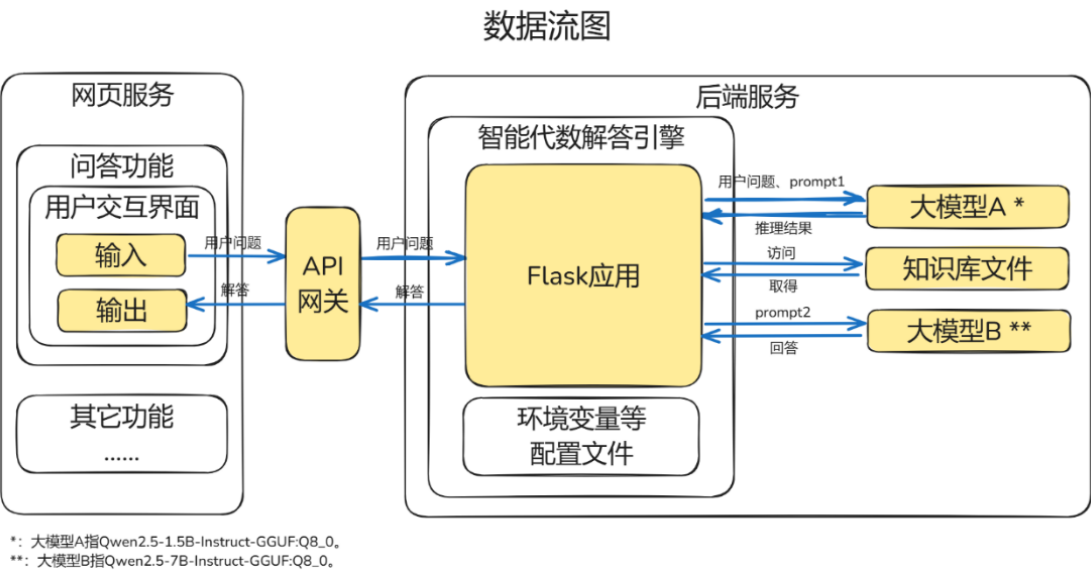 数据流图
网页服务
问答功能
用户交互界面
输入
输出
其它功能
......
用户问题
解答
API
网关
用户问题
解答
后端服务
智能代数解答引擎
Flask应用
环境变量等
配置文件
用户问题、prompt1
推理结果
访问
取得
prompt2
回答
大模型A *
知识库文件
大模型B **
*：大模型A指Qwen2.5-1.5B-Instruct-GGUF:Q8_0。
**：大模型B指Qwen2.5-7B-Instruct-GGUF:Q8_0。